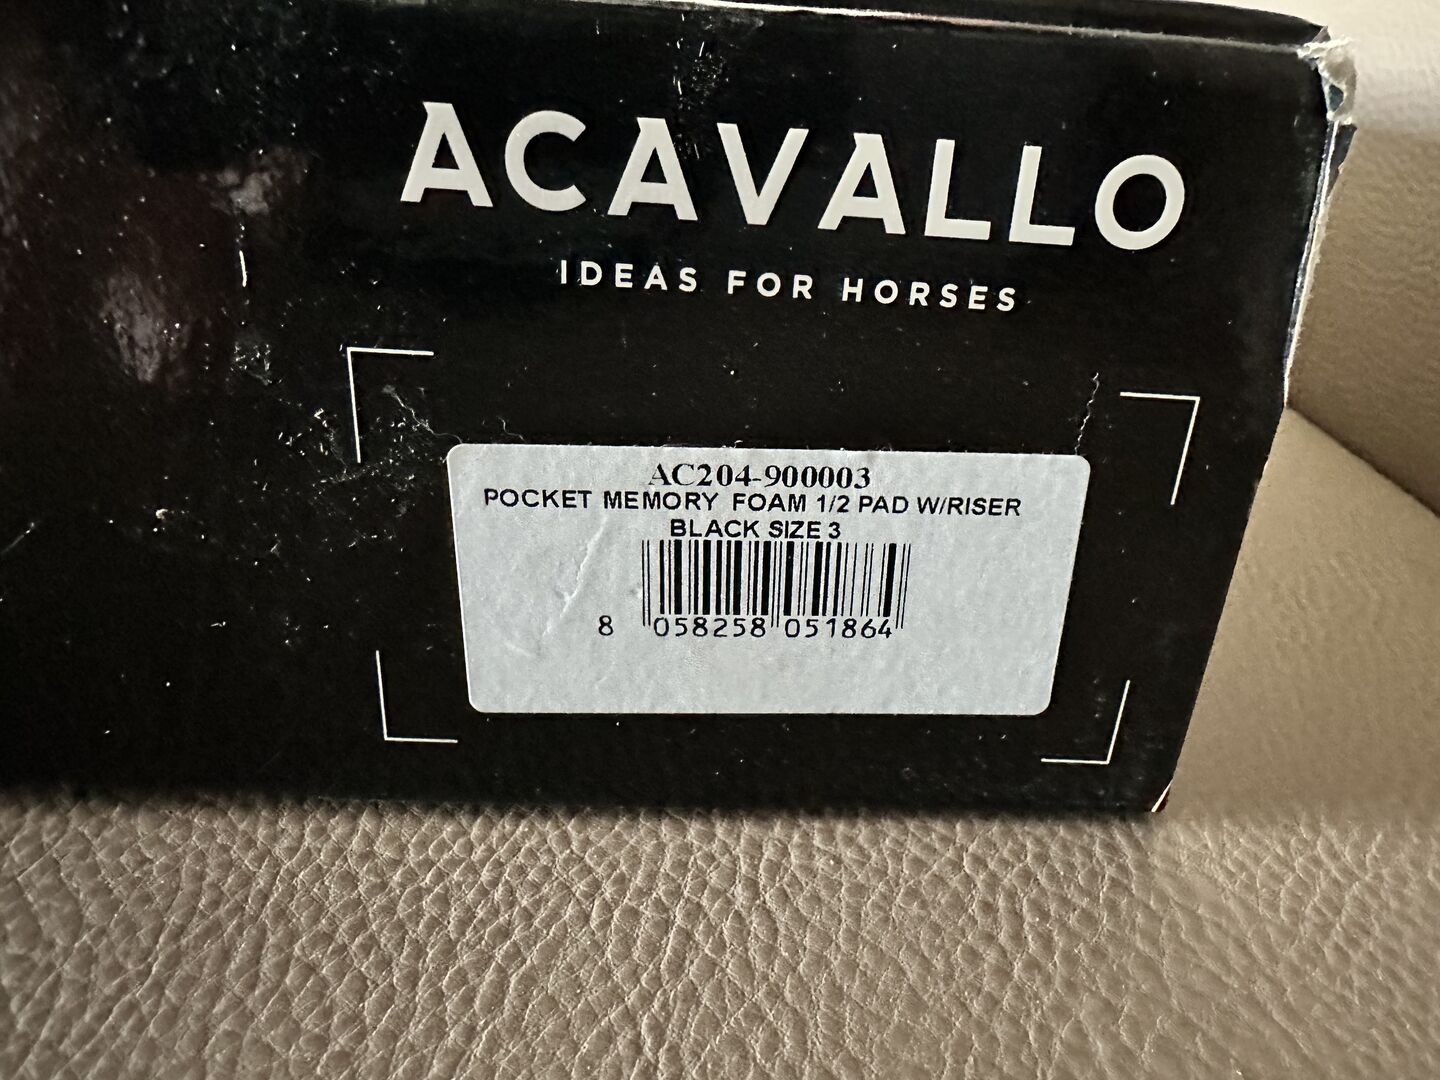 ACAVALLO
IDEAS FOR HORSES
AC204-900003
POCKET MEMORY FOAM 1/2 PAD W/RISER
BLACK SIZE 3
8 058258 051864